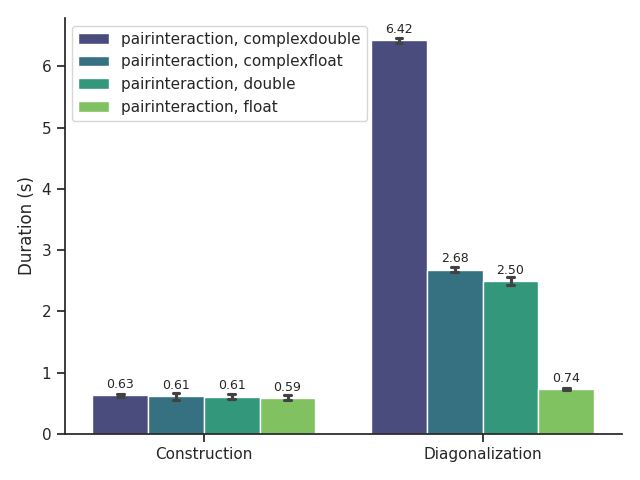 pairinteraction, complexdouble
pairinteraction, complexfloat
pairinteraction, double
pairinteraction, float
Duration (s)
6
5
4
3
2
1
0
0.63
0.61
0.61
0.59
6.42
2.68
2.50
0.74
Construction
Diagonalization